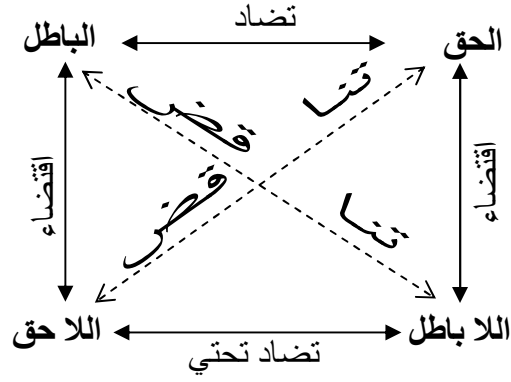 تضاد
الحق الباطل
تناقض
تناقض
اقتضاء اقتضاء
اللا باطل اللا حق
تضاد تحتي